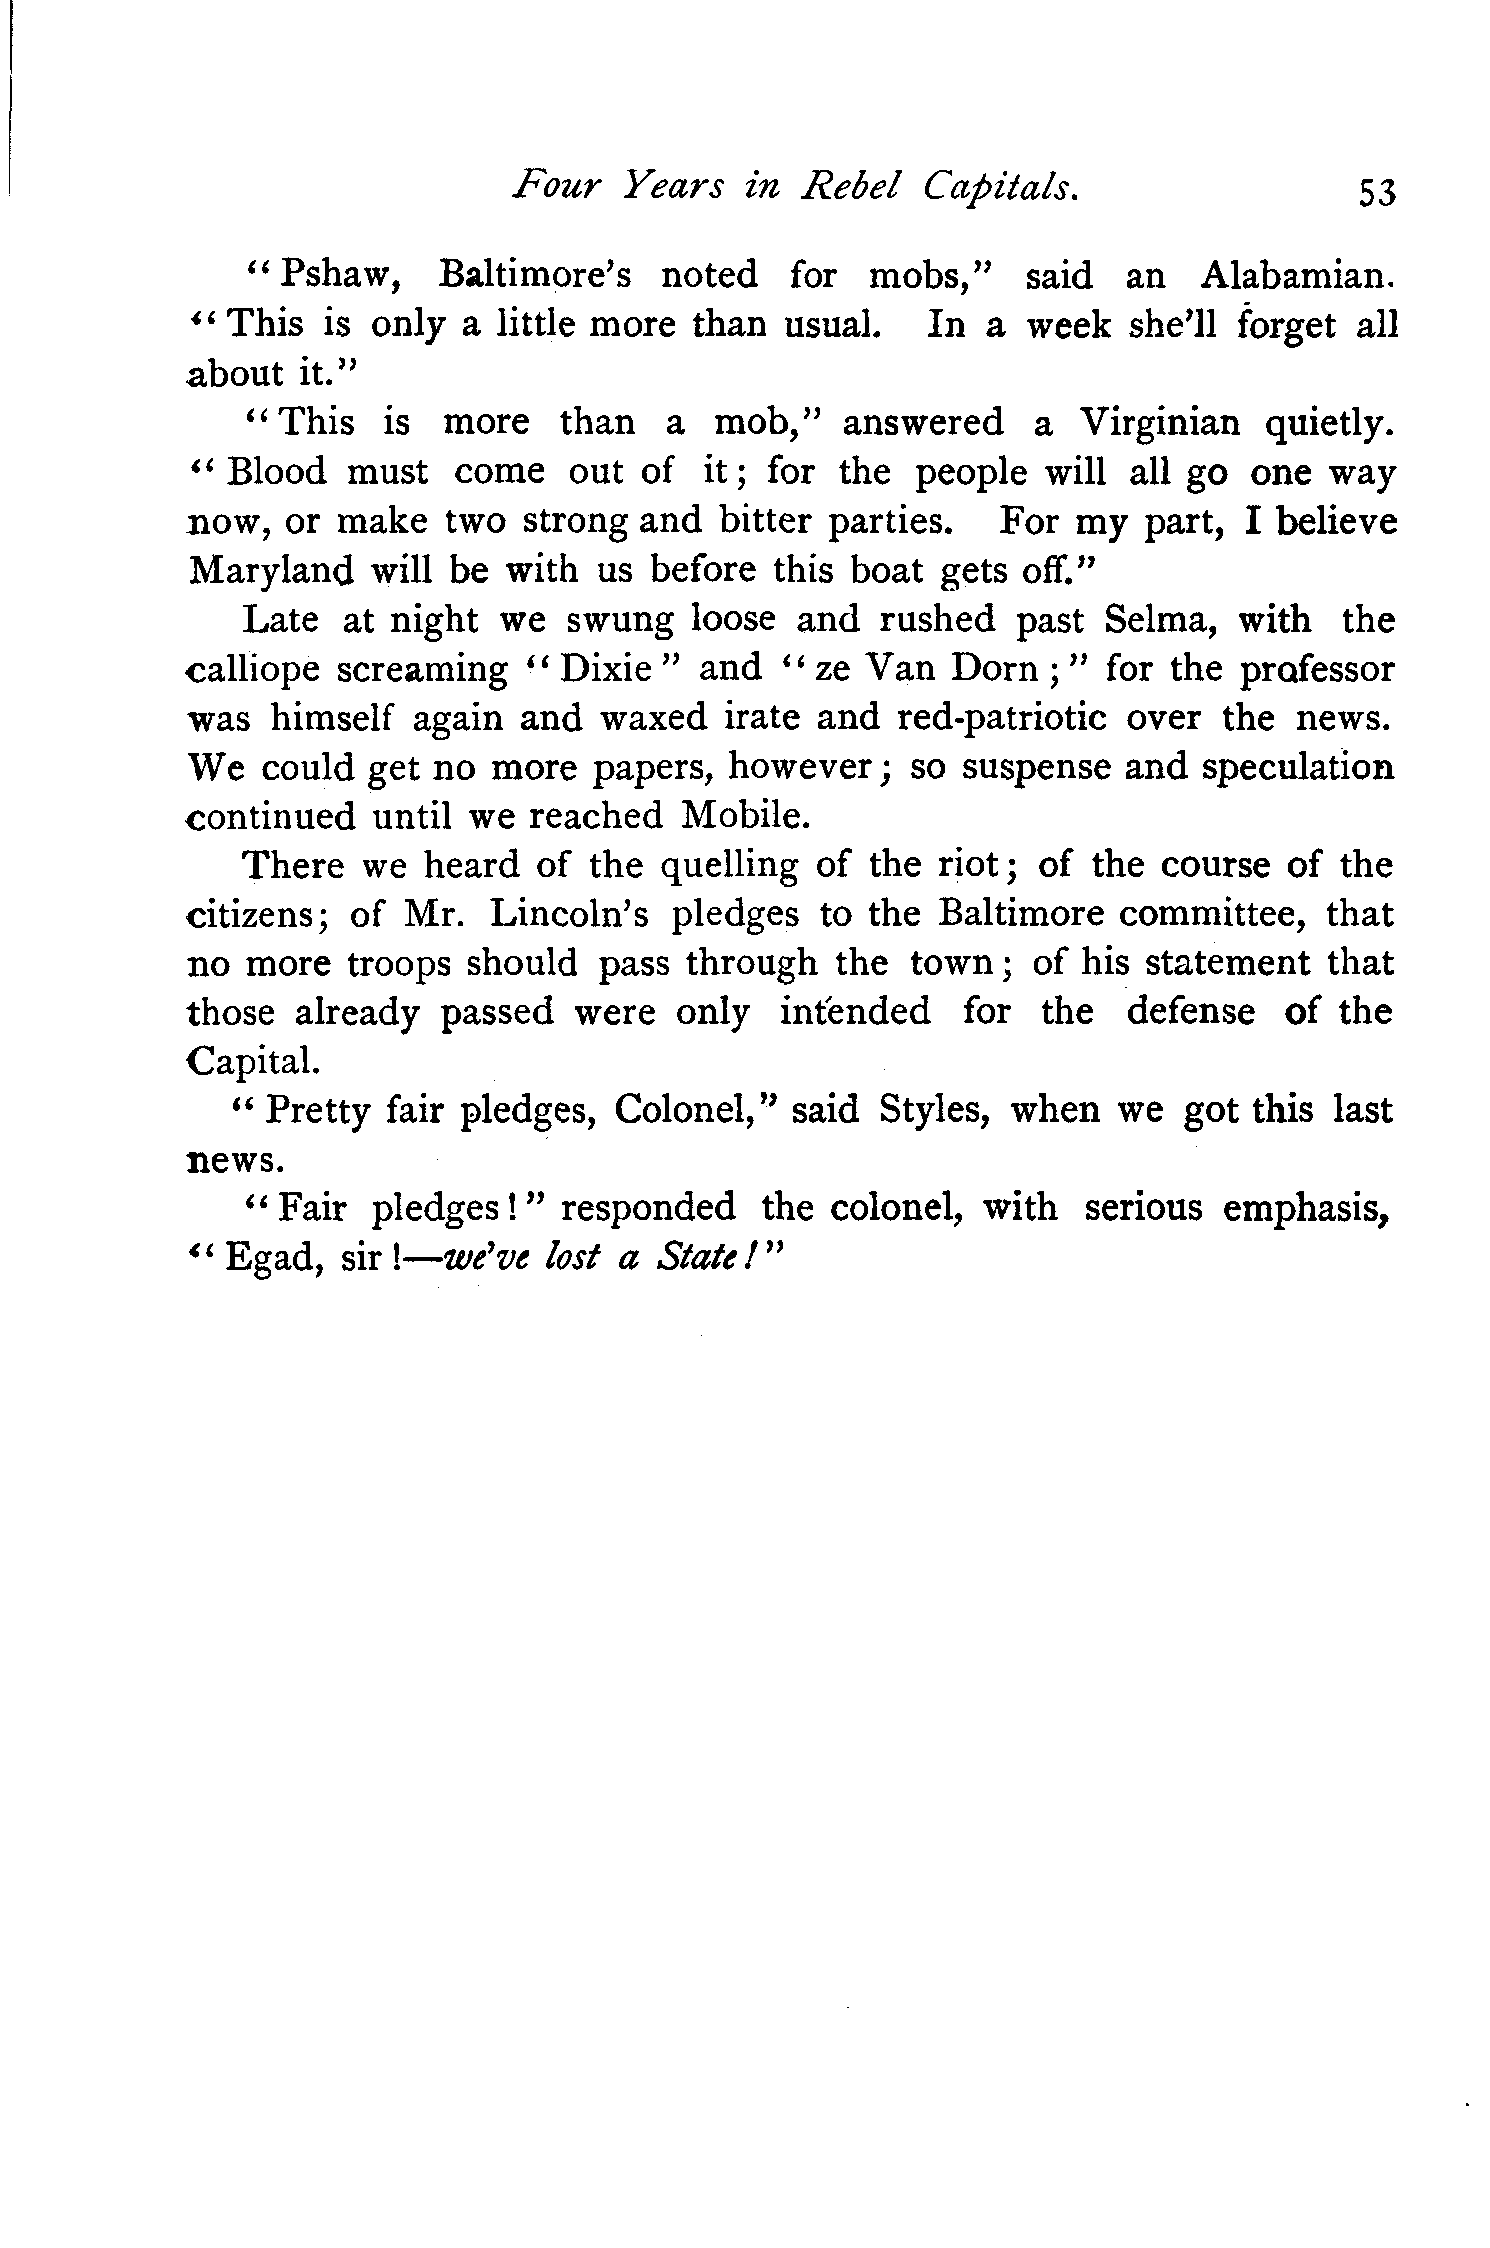 Four Years in Rebel Capitals. 53
“Pshaw, Baltimore's noted for mobs,” said an Alabamian.
“This is only a little more than usual. In a week she'll forget all
about it.”
“This is more than a mob,” answered a Virginian quietly.
“Blood must come out of it; for the people will all go one way
now, or make two strong and bitter parties. For my part, I believe
Maryland will be with us before this boat gets off.”
Late at night we swung loose and rushed past Selma, with the
calliope screaming “Dixie” and “ze Van Dorn;” for the professor
was himself again and waxed irate and red-patriotic over the news.
We could get no more papers, however; so suspense and speculation
continued until we reached Mobile.
There we heard of the quelling of the riot; of the course of the
citizens; of Mr. Lincoln's pledges to the Baltimore committee, that
no more troops should pass through the town; of his statement that
those already passed were only intended for the defense of the
Capital.
“Pretty fair pledges, Colonel,” said Styles, when we got this last
news.
“Fair pledges!” responded the colonel, with serious emphasis,
“Egad, sir!—we've lost a State!”